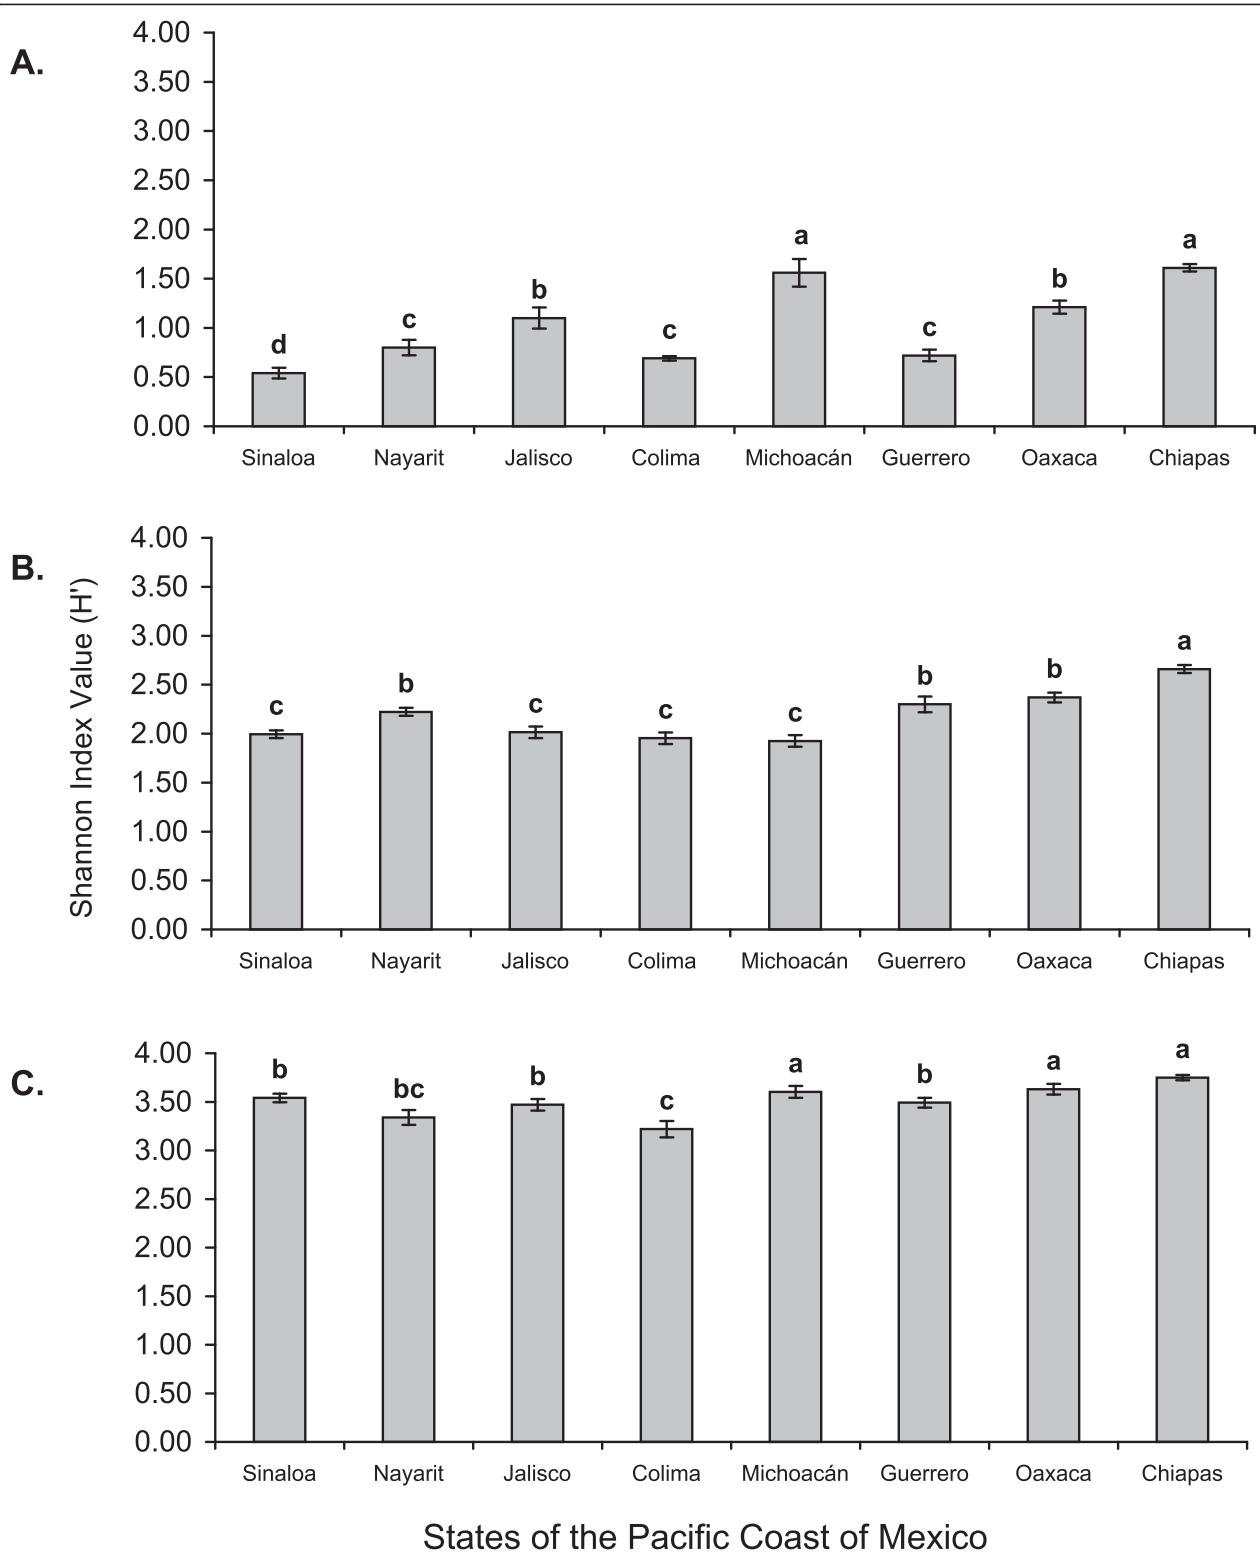 A.
4.00
3.50
3.00
2.50
2.00
1.50
1.00
0.50
0.00
d c b c a c b a
Sinaloa Nayarit Jalisco Colima Michoacán Guerrero Oaxaca Chiapas
B.
Shannon Index Value (H')
4.00
3.50
3.00
2.50
2.00
1.50
1.00
0.50
0.00
c b c c c b b a
Sinaloa Nayarit Jalisco Colima Michoacán Guerrero Oaxaca Chiapas
C.
4.00
3.50
3.00
2.50
2.00
1.50
1.00
0.50
0.00
b bc b c a b a a
Sinaloa Nayarit Jalisco Colima Michoacán Guerrero Oaxaca Chiapas
States of the Pacific Coast of Mexico